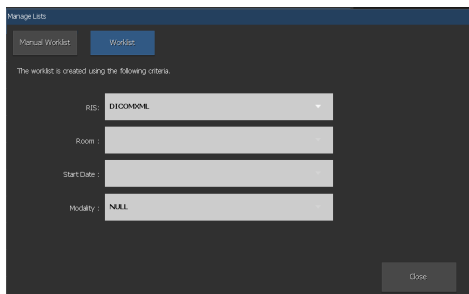 Manage Lists
Manual Worklist
Worklist
The worklist is created using the following criteria.
RIS: DICOMXML
Room :
Start Date :
Modality : NULL
Close